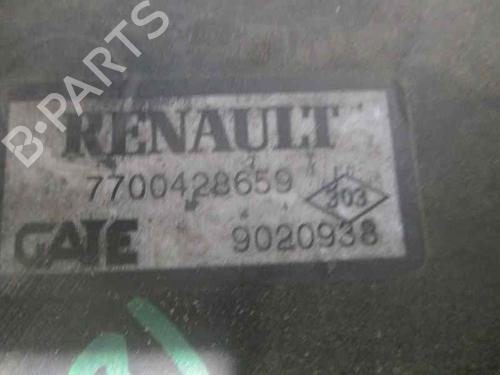 B-PARTS
RENAULT
7700428659
303
GATE 9020938